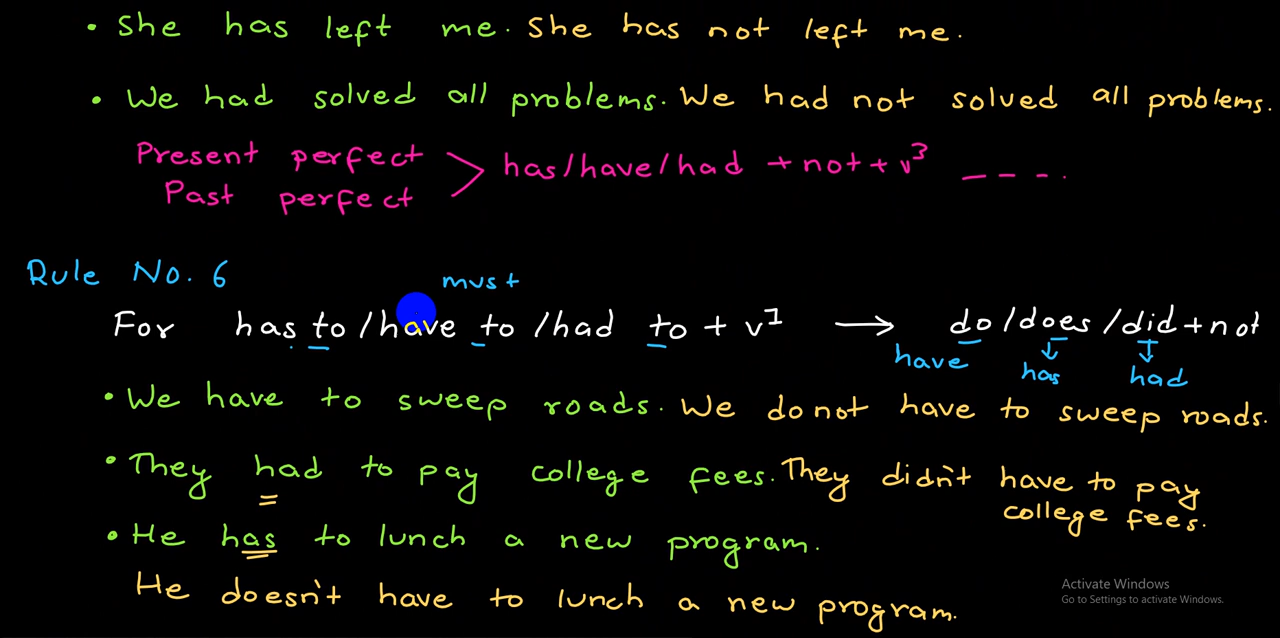 • She has left me. She has not left me.
• We had solved all problems. We had not solved all problems.
Present perfect
Past perfect > has/have/had + not + v³ ----.
Rule No. 6
must
For has to /have to /had to + v¹ → do /does /did + not
have has had
• We have to sweep roads. We do not have to sweep roads.
• They had to pay college fees. They didn't have to pay
college fees.
• He has to lunch a new program.
He doesn't have to lunch a new program.
Activate Windows
Go to Settings to activate Windows.